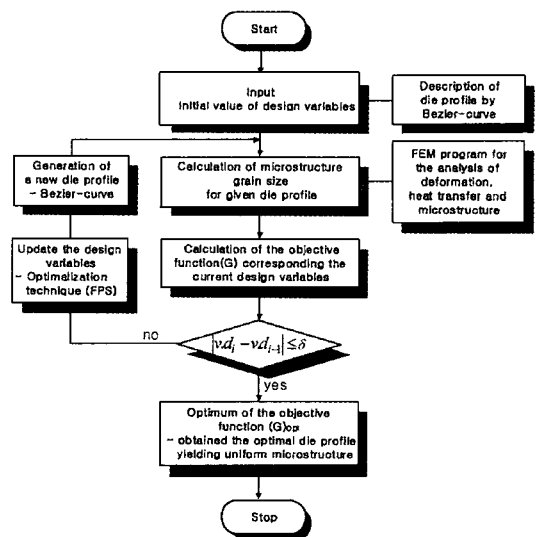 Start
Input
initial value of design variables
Description of
die profile by
Bezier-curve
Generation of
a new die profile
- Bezier-curve
Calculation of microstructure
grain size
for given die profile
FEM program for
the analysis of
deformation,
heat transfer and
microstructure
Update the design
variables
- Optimalization
technique (FPS)
Calculation of the objective
function(G) corresponding the
current design variables
no
|v.d_i - v.d_{i-1}| ≤ δ
yes
Optimum of the objective
function (G)opt
- obtained the optimal die profile
yielding uniform microstructure
Stop